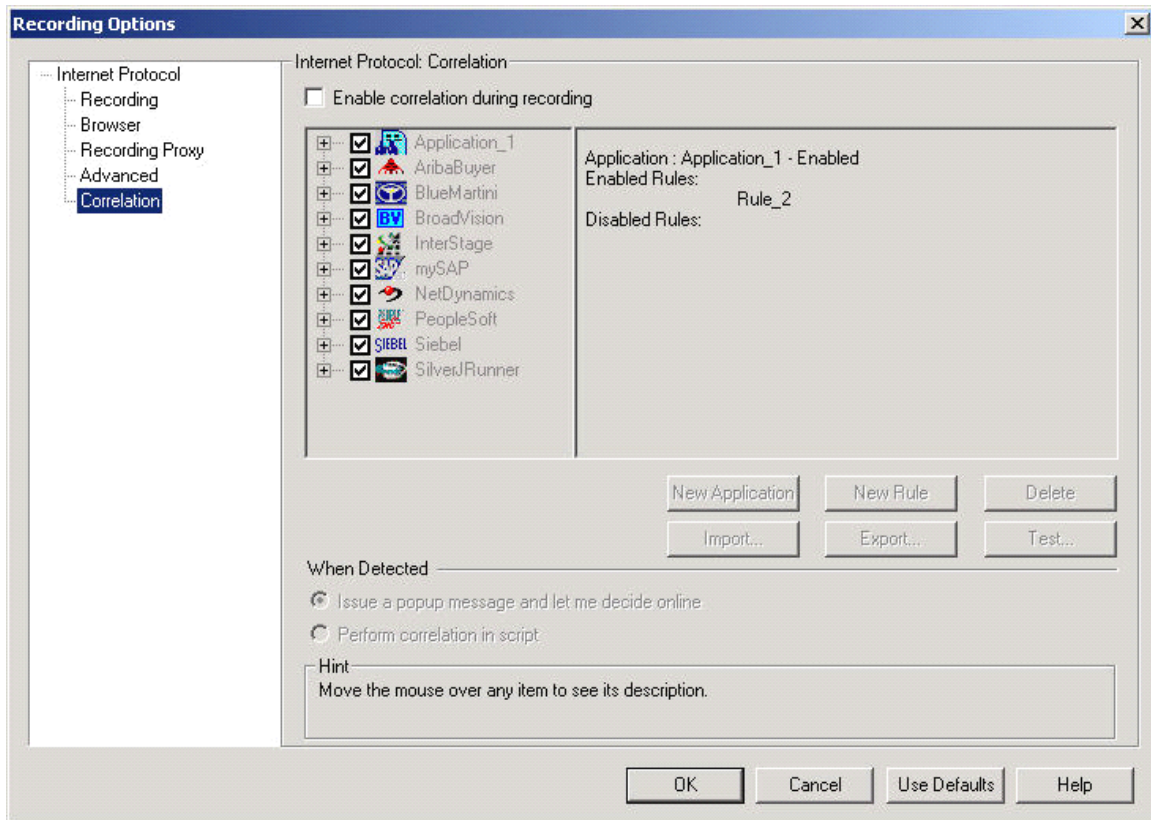 Recording Options
Internet Protocol
Recording
Browser
Recording Proxy
Advanced
Correlation
Internet Protocol: Correlation
Enable correlation during recording
Application_1
AribaBuyer
BlueMartini
BV BroadVision
InterStage
mySAP
NetDynamics
PeopleSoft
SIEBEL Siebel
SilverJRunner
Application : Application_1 - Enabled
Enabled Rules:
Rule_2
Disabled Rules:
New Application New Rule Delete
Import... Export... Test...
When Detected
Issue a popup message and let me decide online
Perform correlation in script
Hint
Move the mouse over any item to see its description.
OK Cancel Use Defaults Help